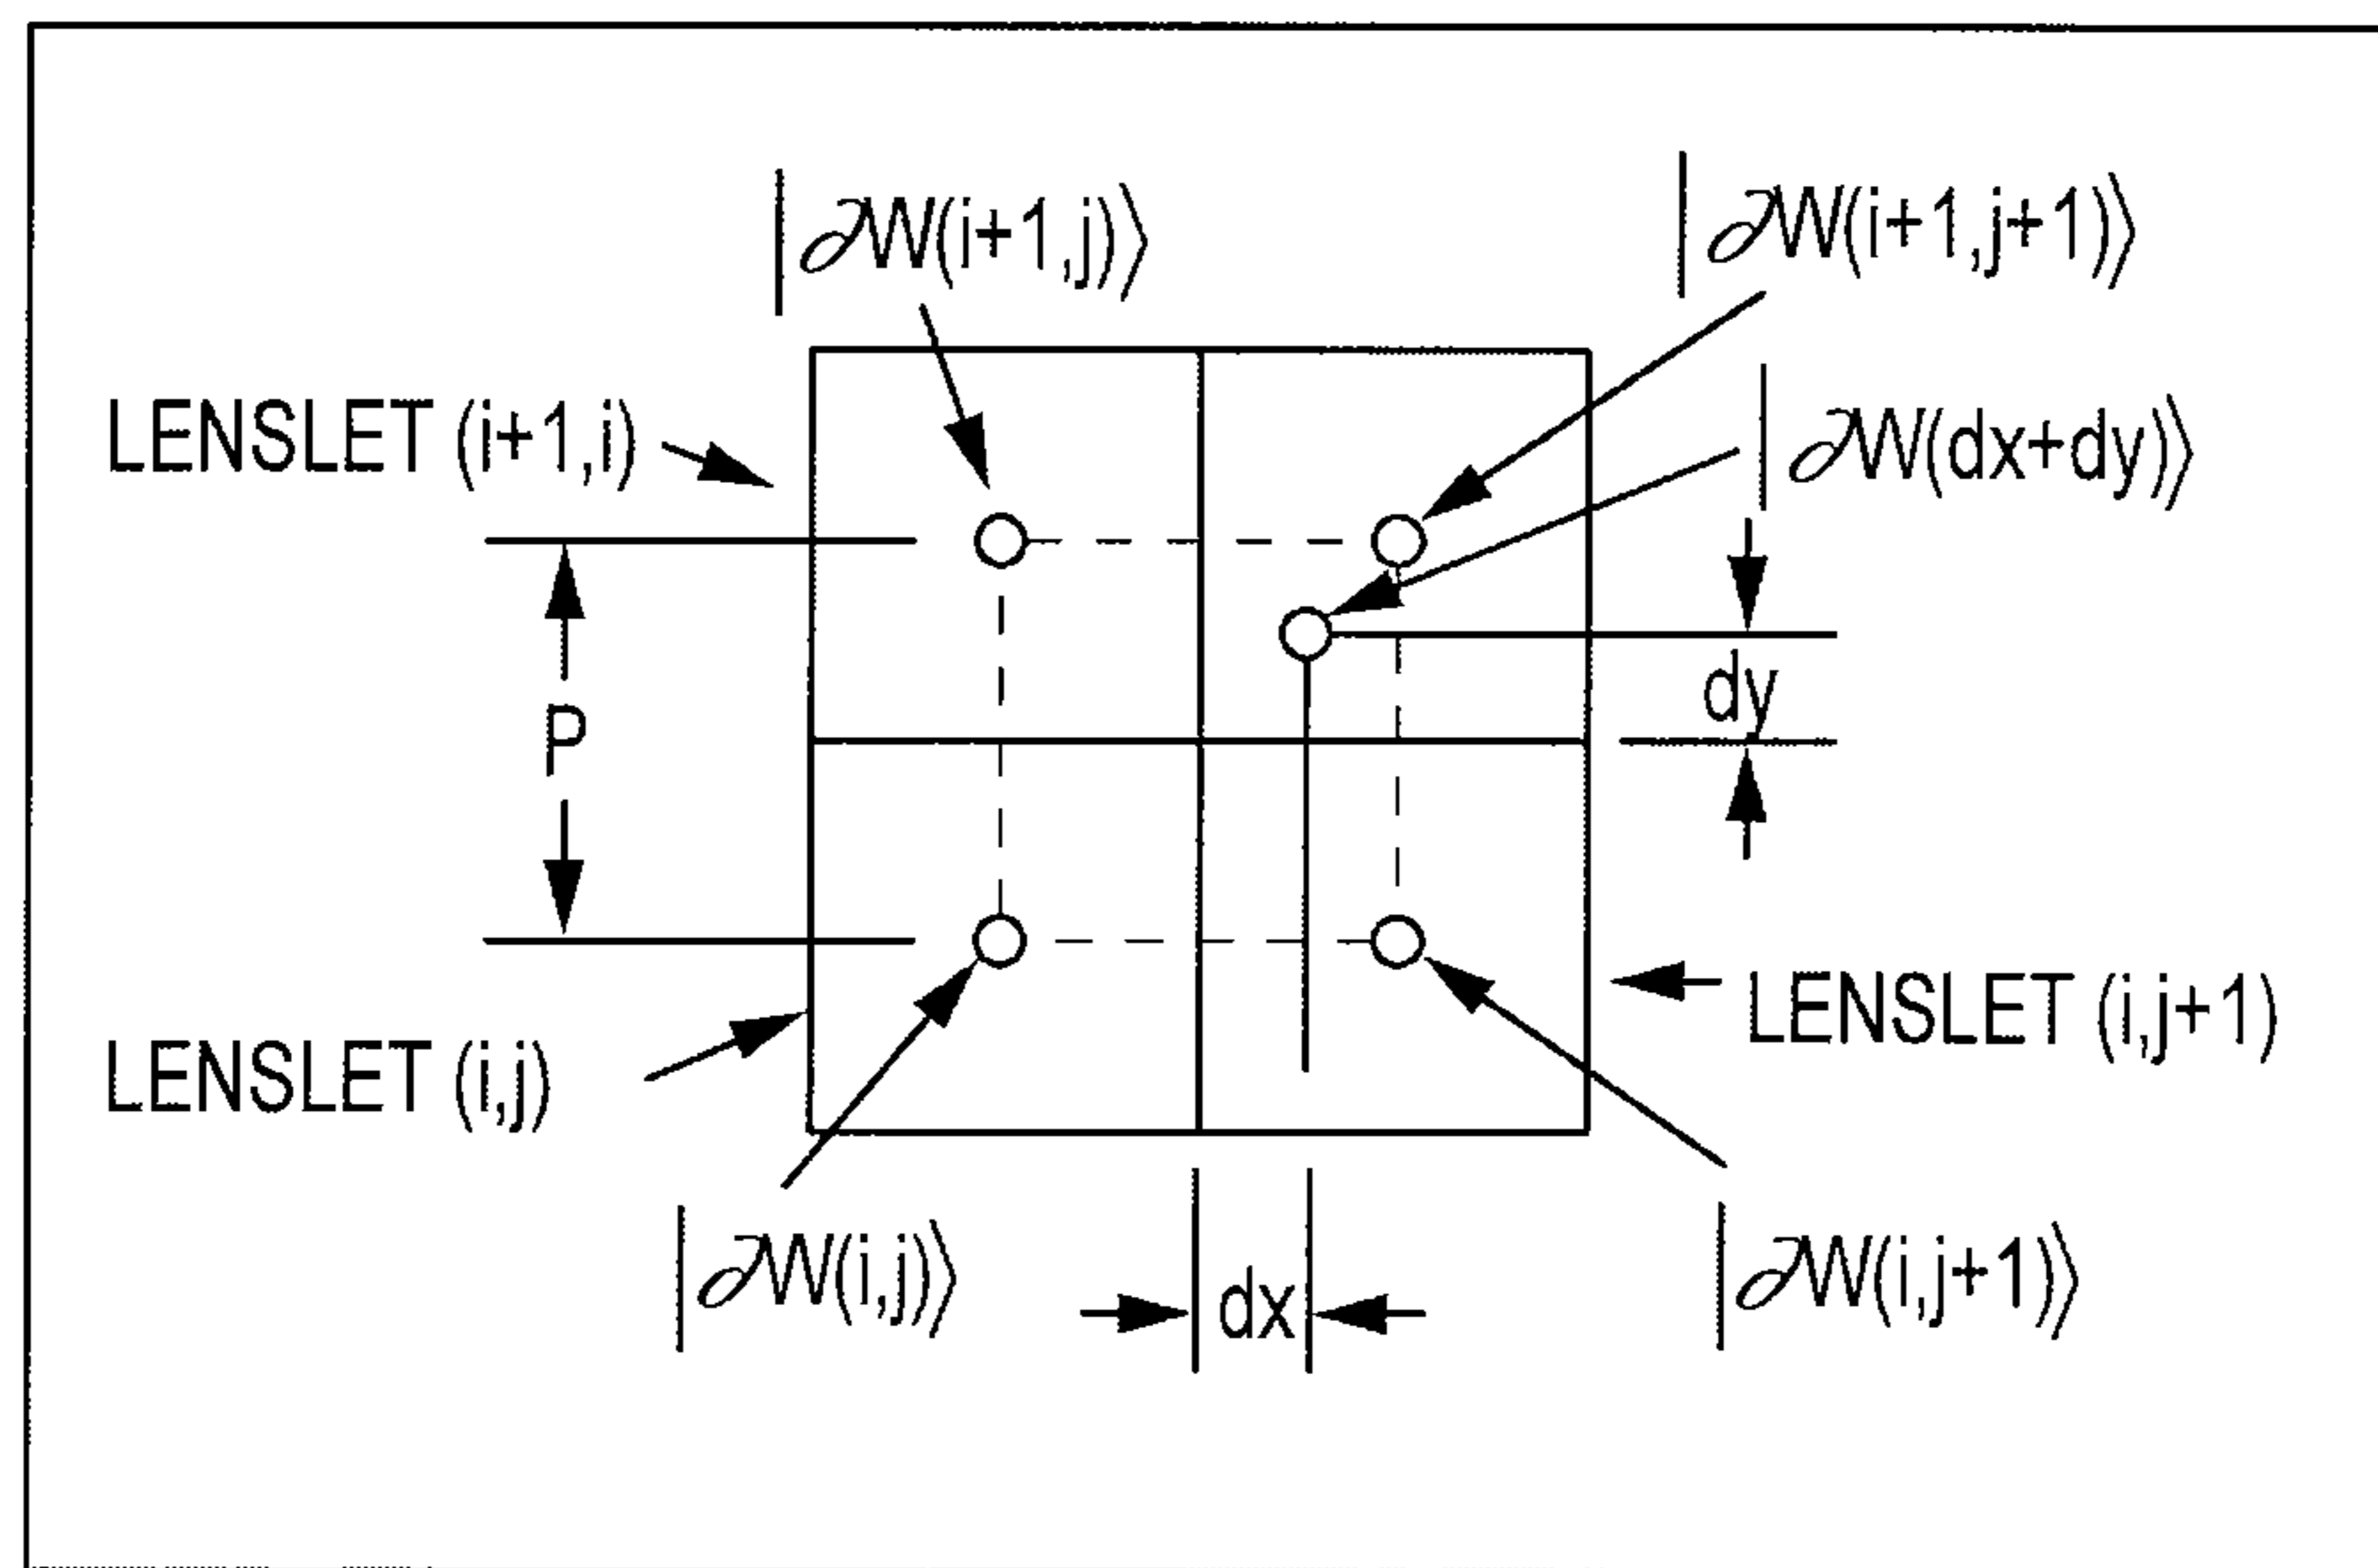 |∂W(i+1,j)⟩
|∂W(i+1,j+1)⟩
LENSLET (i+1,i)
|∂W(dx+dy)⟩
P
dy
LENSLET (i,j)
LENSLET (i,j+1)
|∂W(i,j)⟩
dx
|∂W(i,j+1)⟩